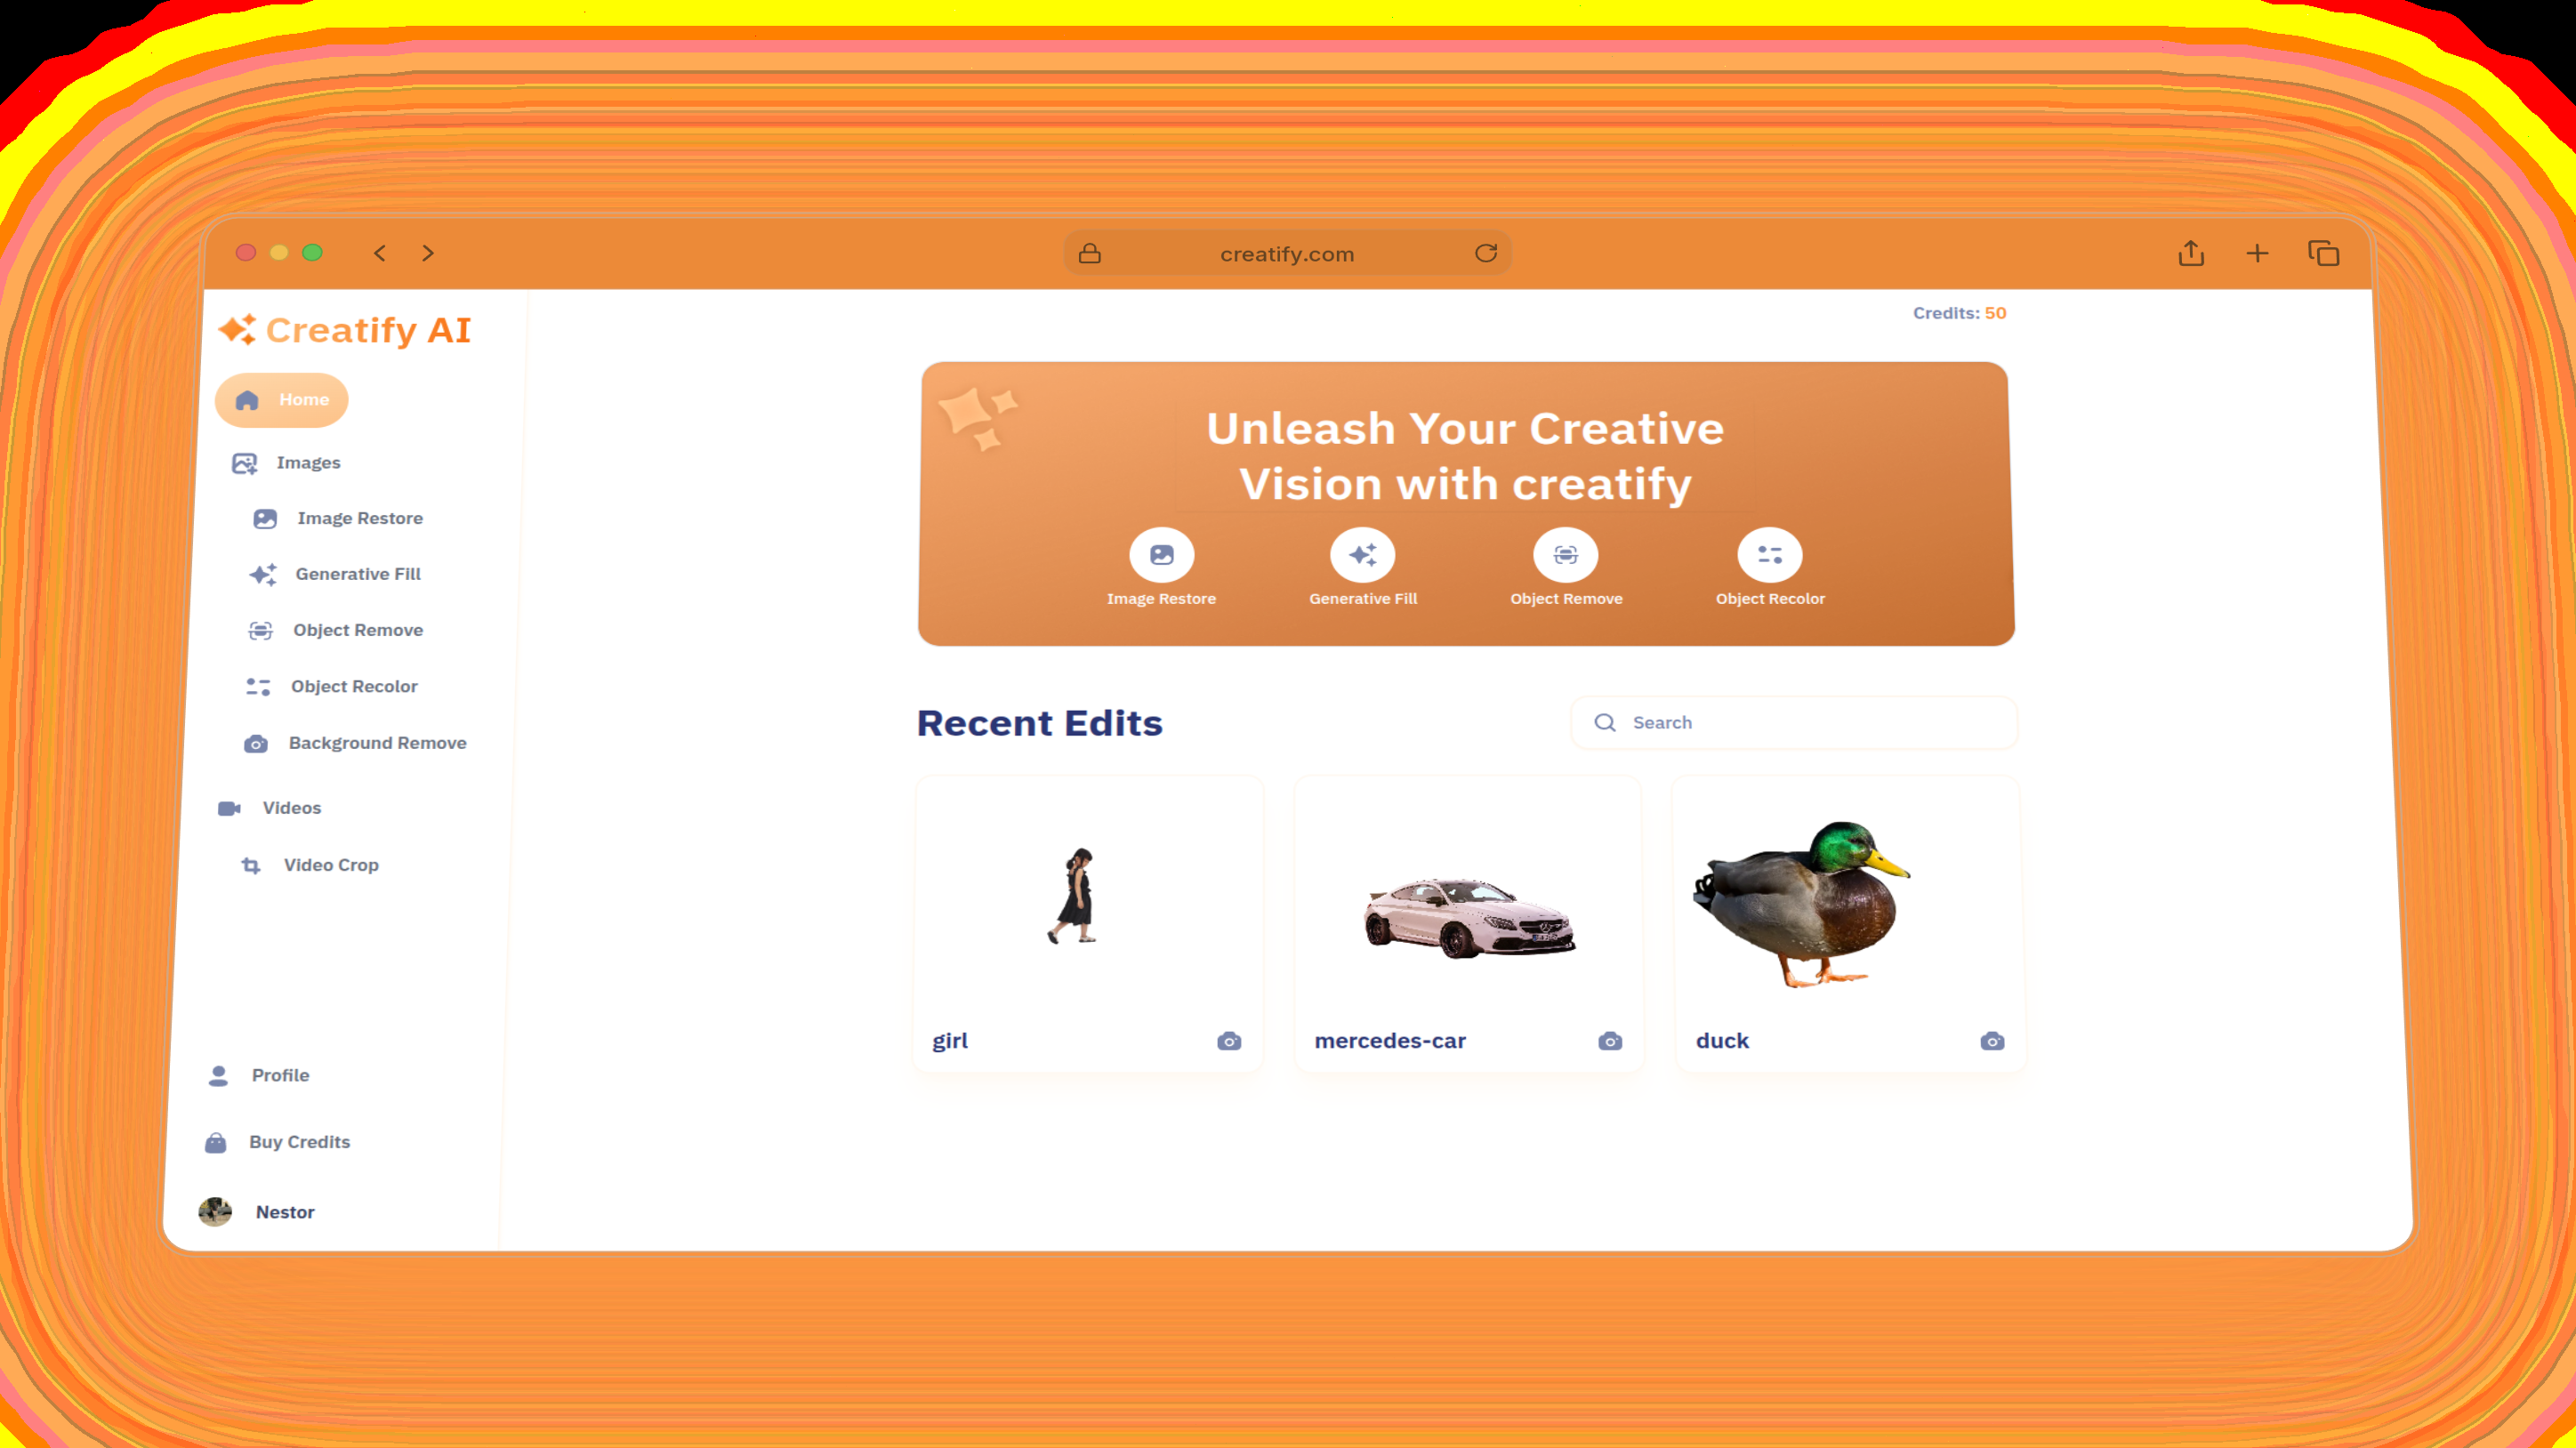 creatify.com
Creatify AI
Home
Images
Image Restore
Generative Fill
Object Remove
Object Recolor
Background Remove
Videos
Video Crop
Profile
Buy Credits
Nestor
Credits: 50
Unleash Your Creative
Vision with creatify
Image Restore
Generative Fill
Object Remove
Object Recolor
Recent Edits
Search
girl
mercedes-car
duck